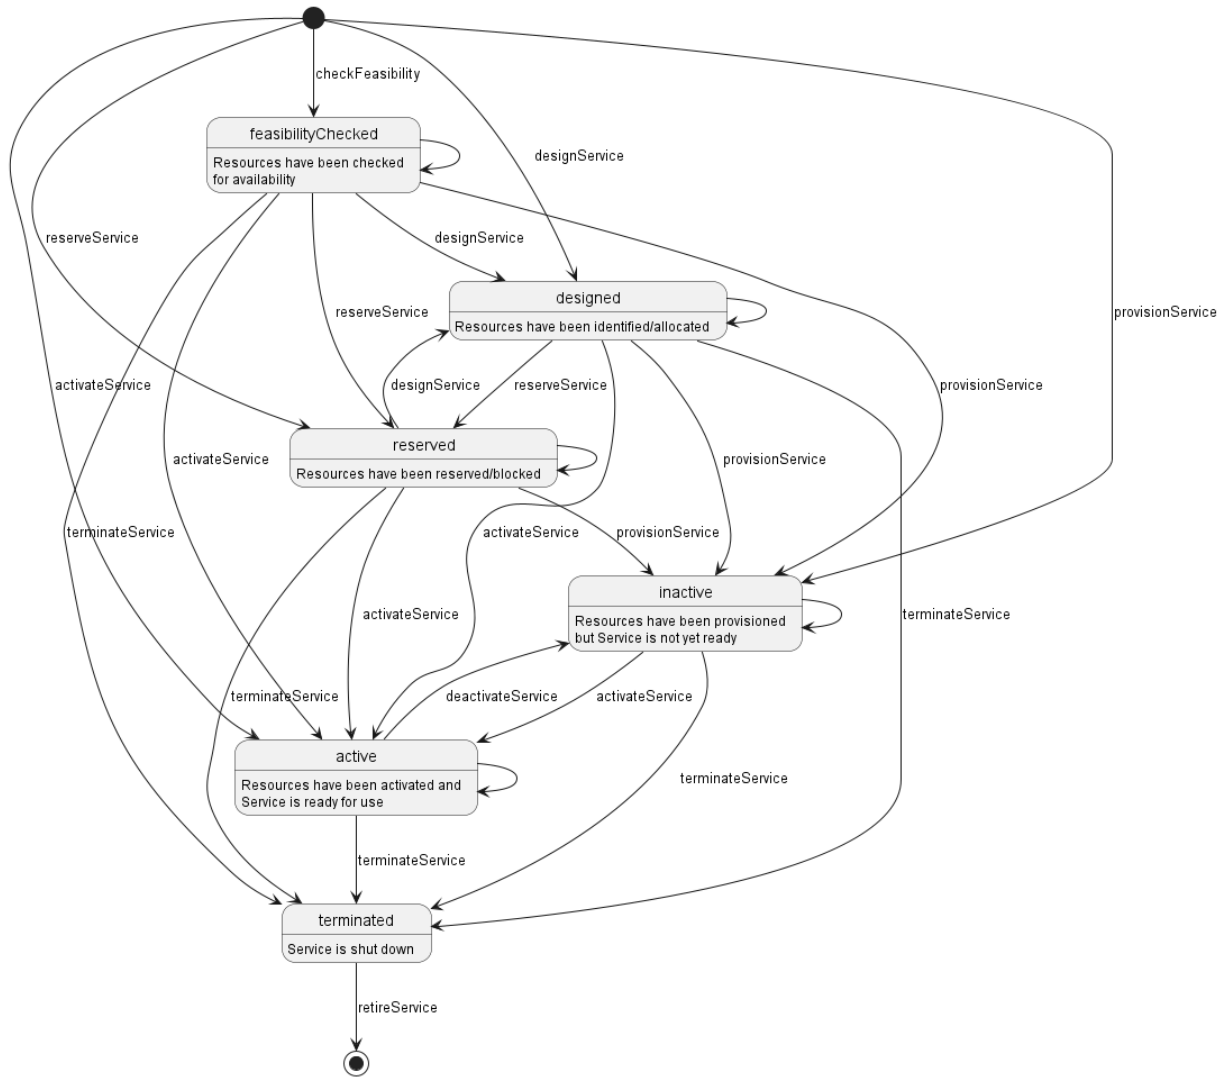 checkFeasibility
feasibilityChecked
Resources have been checked
for availability
designService
reserveService
designService
designed
Resources have been identified/allocated
reserveService
provisionService
activateService
designService
reserveService
provisionService
reserved
Resources have been reserved/blocked
activateService
provisionService
terminateService
activateService
provisionService
inactive
Resources have been provisioned
but Service is not yet ready
activateService
terminateService
terminateService
deactivateService
activateService
active
Resources have been activated and
Service is ready for use
terminateService
terminateService
terminated
Service is shut down
retireService